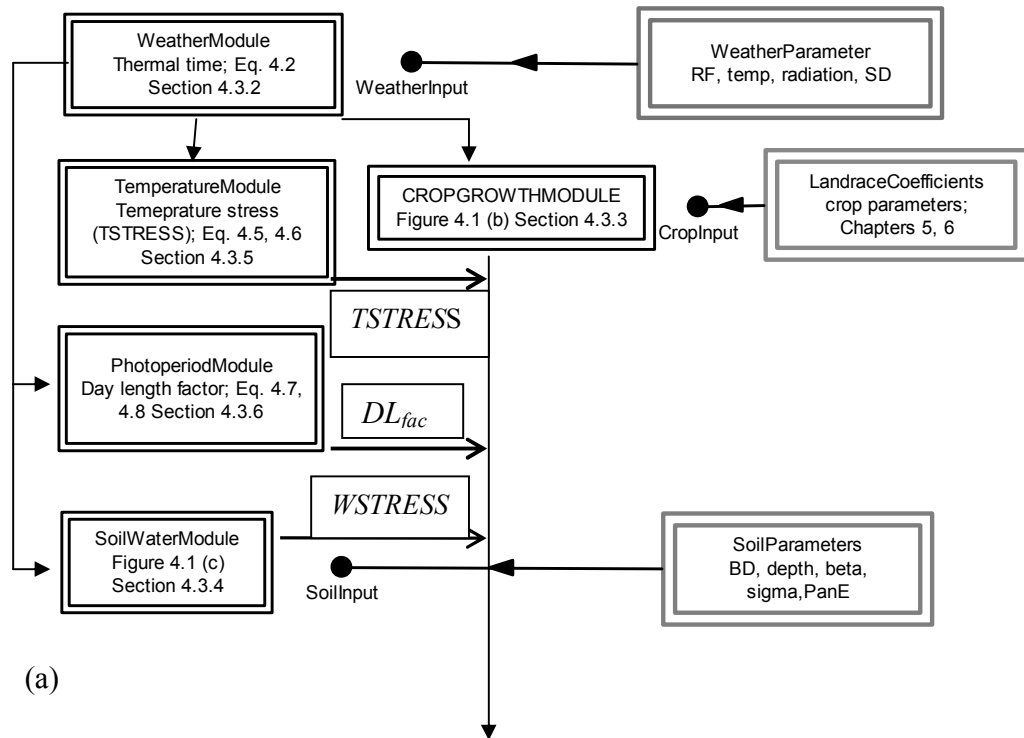 WeatherModule
Thermal time; Eq. 4.2
Section 4.3.2
WeatherInput
WeatherParameter
RF, temp, radiation, SD
TemperatureModule
Temeprature stress
(TSTRESS); Eq. 4.5, 4.6
Section 4.3.5
CROPGROWTHMODULE
Figure 4.1 (b) Section 4.3.3
CropInput
LandraceCoefficients
crop parameters;
Chapters 5, 6
TSTRESS
PhotoperiodModule
Day length factor; Eq. 4.7,
4.8 Section 4.3.6
DLfac
WSTRESS
SoilWaterModule
Figure 4.1 (c)
Section 4.3.4
SoilInput
SoilParameters
BD, depth, beta,
sigma,PanE
(a)